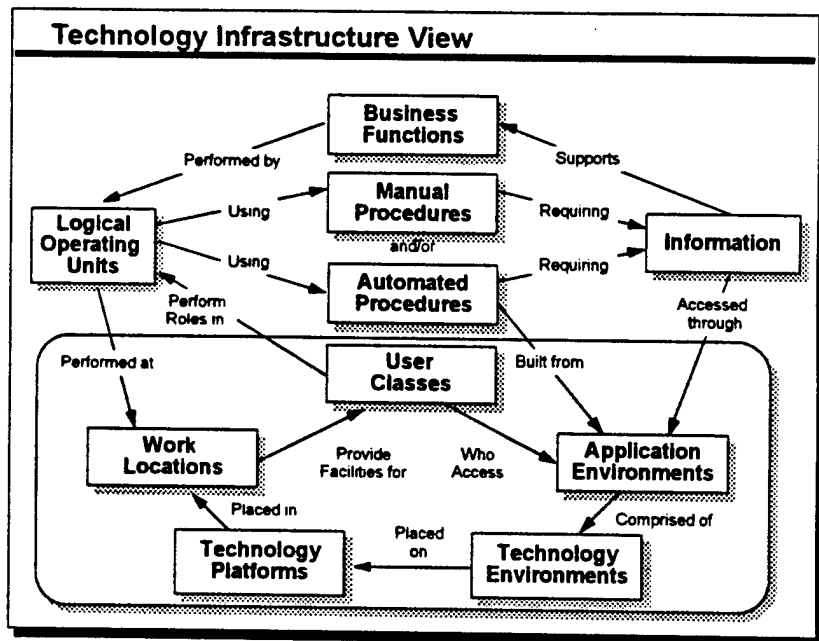 Technology Infrastructure View
Business
Functions
Performed by
Supports
Manual
Procedures
Using
Requiring
Logical
Operating
Units
and/or
Information
Using
Requiring
Automated
Procedures
Perform
Roles in
Accessed
through
Performed at
User
Classes
Built from
Work
Locations
Provide
Facilities for
Who
Access
Application
Environments
Placed in
Comprised of
Technology
Platforms
Placed
on
Technology
Environments